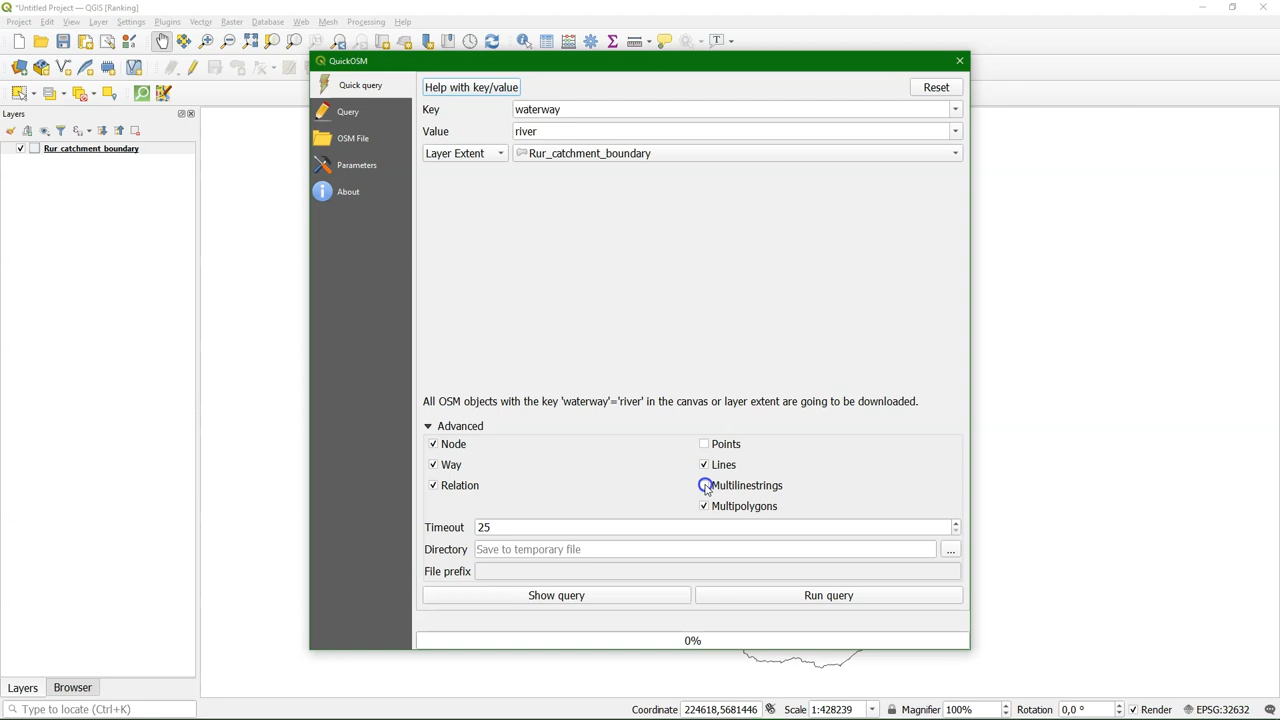 *Untitled Project — QGIS [Ranking]
Project Edit View Layer Settings Plugins Vector Raster Database Web Mesh Processing Help
QuickOSM
Quick query
Query
OSM File
Parameters
About
Help with key/value
Reset
Key waterway
Value river
Layer Extent Rur_catchment_boundary
Layers
Rur catchment boundary
All OSM objects with the key 'waterway'='river' in the canvas or layer extent are going to be downloaded.
Advanced
Node Points
Way Lines
Relation Multilinestrings
Multipolygons
Timeout 25
Directory Save to temporary file ...
File prefix
Show query Run query
0%
Layers Browser
Type to locate (Ctrl+K) Coordinate 224618,5681446 Scale 1:428239 Magnifier 100% Rotation 0,0 ° Render EPSG:32632